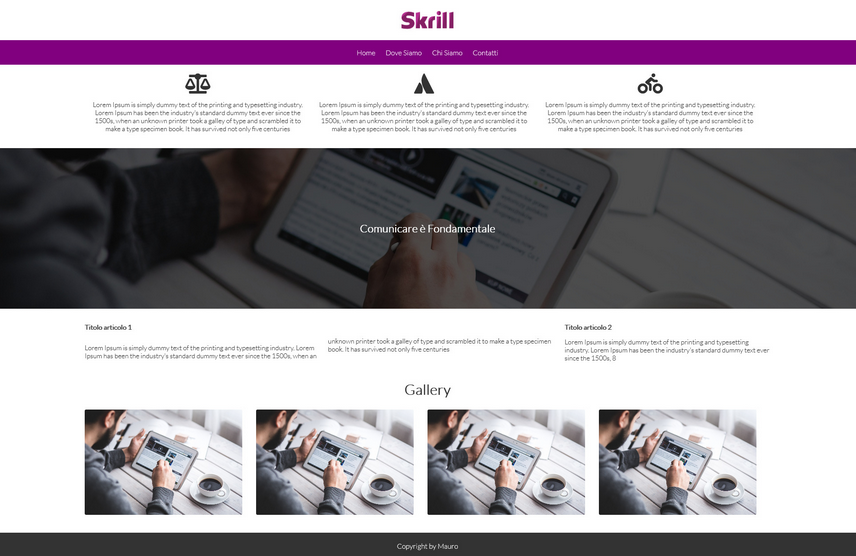 Skrill
Home Dove Siamo Chi Siamo Contatti
Lorem Ipsum is simply dummy text of the printing and typesetting industry.
Lorem Ipsum has been the industry's standard dummy text ever since the
1500s, when an unknown printer took a galley of type and scrambled it to
make a type specimen book. It has survived not only five centuries
Lorem Ipsum is simply dummy text of the printing and typesetting industry.
Lorem Ipsum has been the industry's standard dummy text ever since the
1500s, when an unknown printer took a galley of type and scrambled it to
make a type specimen book. It has survived not only five centuries
Lorem Ipsum is simply dummy text of the printing and typesetting industry.
Lorem Ipsum has been the industry's standard dummy text ever since the
1500s, when an unknown printer took a galley of type and scrambled it to
make a type specimen book. It has survived not only five centuries
Comunicare è Fondamentale
Titolo articolo 1
Lorem Ipsum is simply dummy text of the printing and typesetting industry. Lorem
Ipsum has been the industry's standard dummy text ever since the 1500s, when an
unknown printer took a galley of type and scrambled it to make a type specimen
book. It has survived not only five centuries
Titolo articolo 2
Lorem Ipsum is simply dummy text of the printing and typesetting
industry. Lorem Ipsum has been the industry's standard dummy text ever
since the 1500s, 8
Gallery
Copyright by Mauro